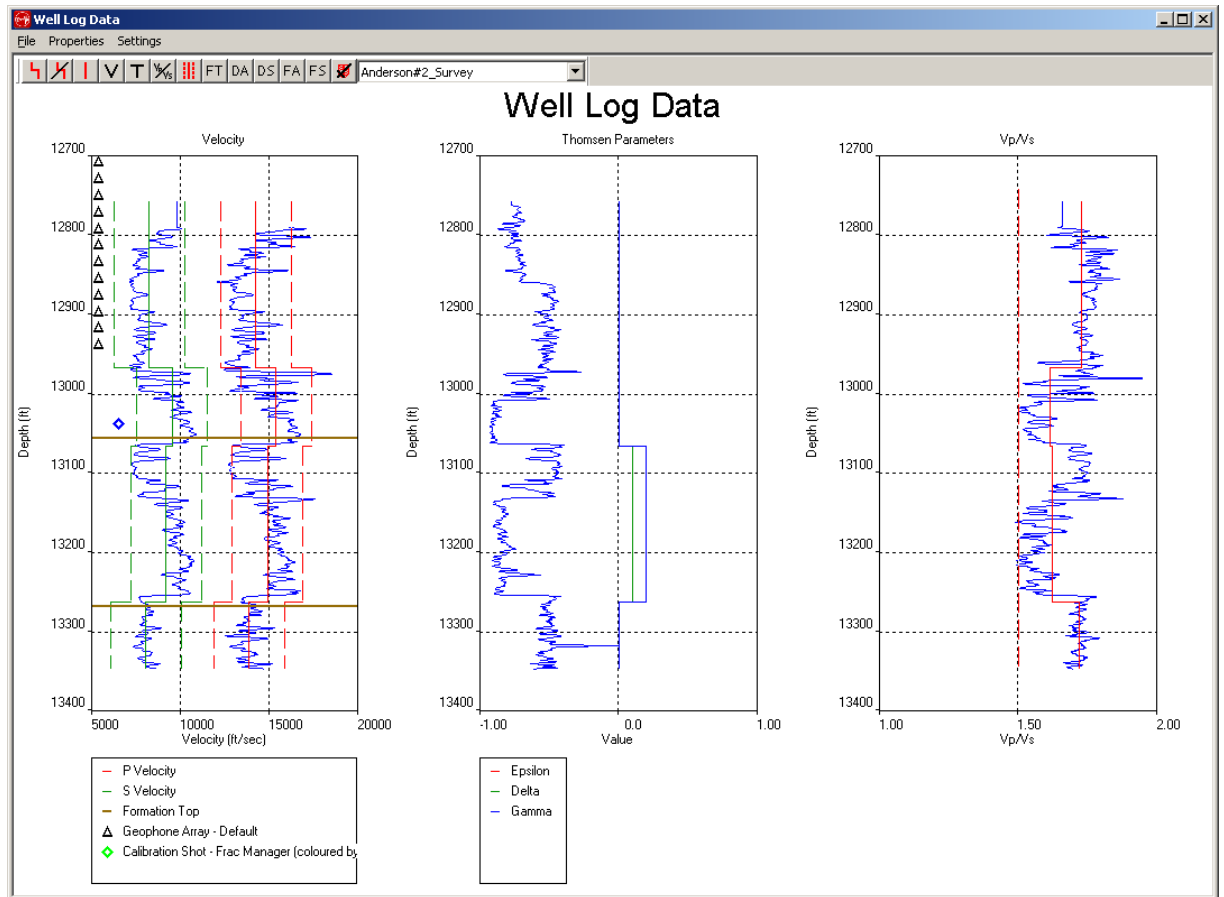 Well Log Data
File Properties Settings
V T Vp/Vs FT DA DS FA FS Anderson#2_Survey
Well Log Data
Velocity
12700
12800
12900
13000
13100
13200
13300
13400
Depth (ft)
5000 10000 15000 20000
Velocity (ft/sec)
Thomsen Parameters
12700
12800
12900
13000
13100
13200
13300
13400
Depth (ft)
-1.00 0.0 1.00
Value
Vp/Vs
12700
12800
12900
13000
13100
13200
13300
13400
Depth (ft)
1.00 1.50 2.00
Vp/Vs
P Velocity
S Velocity
Formation Top
Geophone Array - Default
Calibration Shot - Frac Manager (coloured by
Epsilon
Delta
Gamma